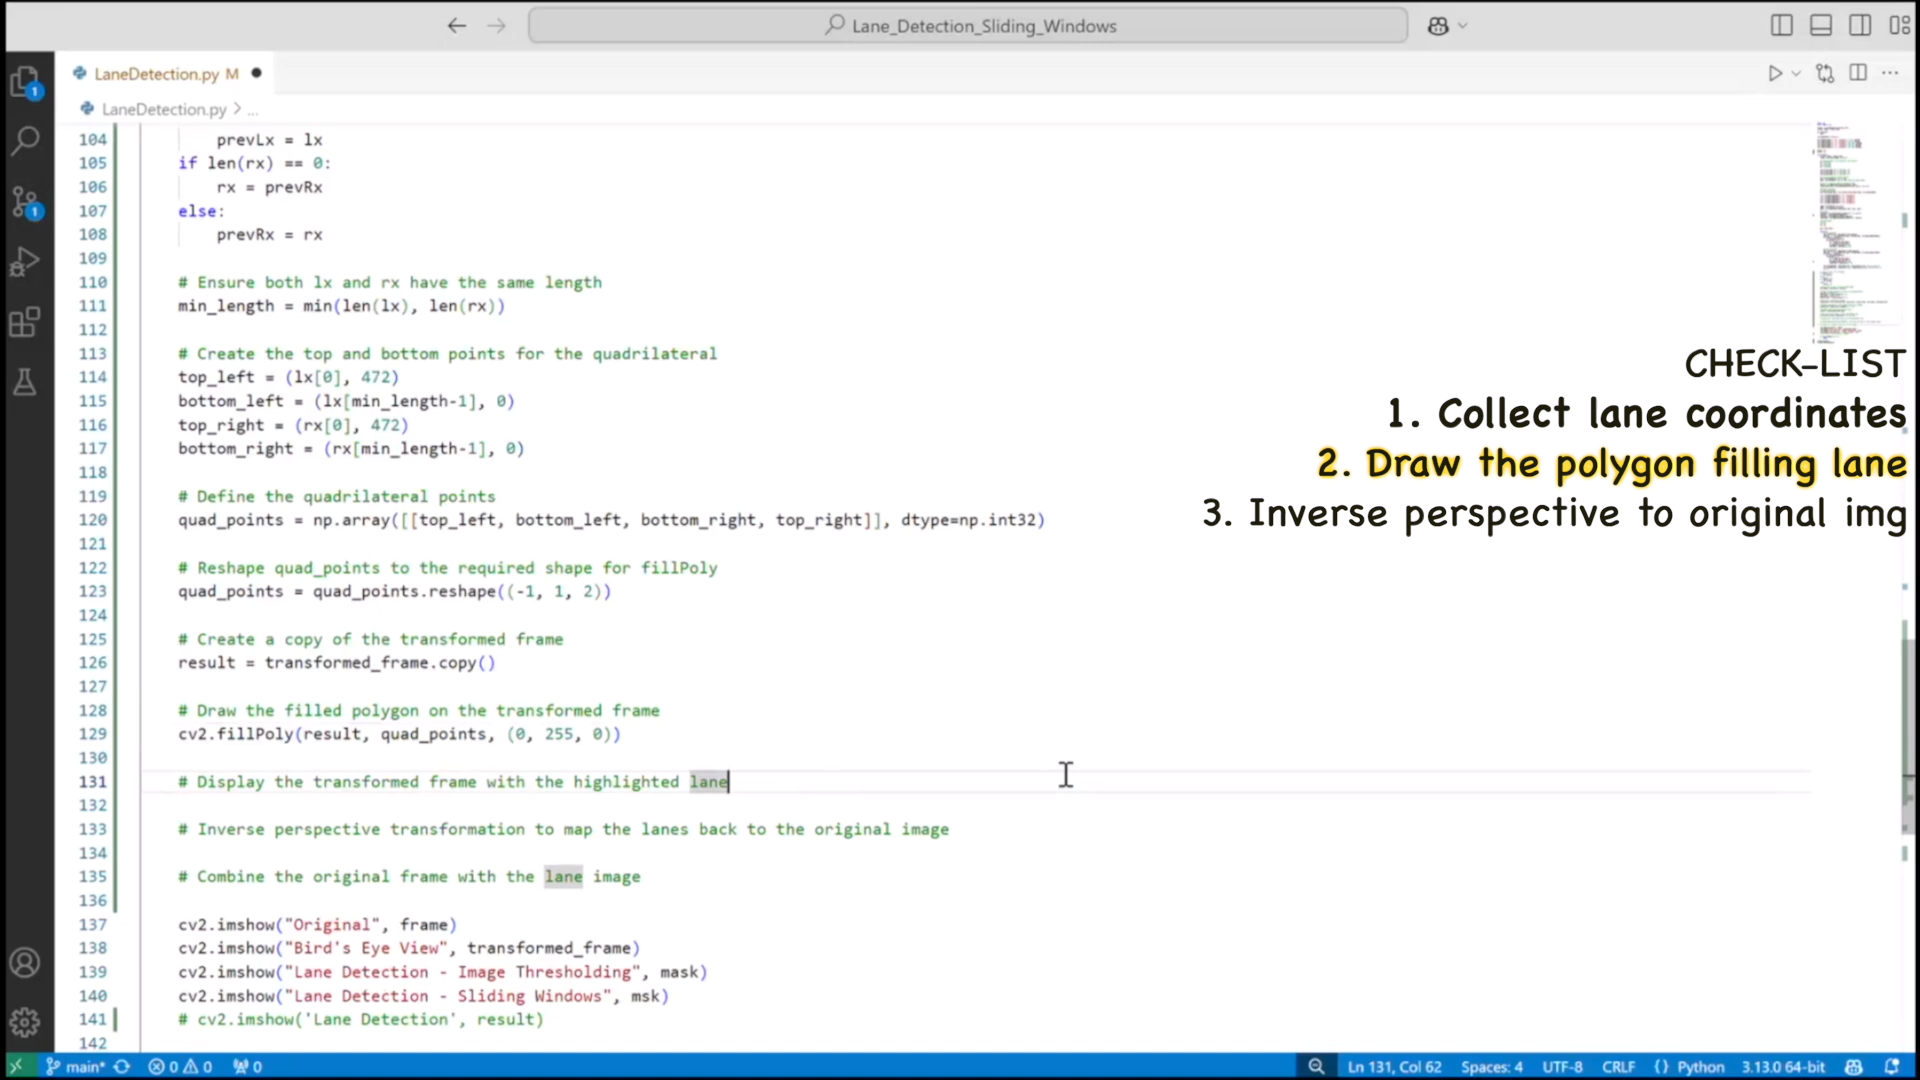 Lane_Detection_Sliding_Windows
LaneDetection.py M
LaneDetection.py > ...
104 prevLx = lx
105 if len(rx) == 0:
106 rx = prevRx
107 else:
108 prevRx = rx
109
110 # Ensure both lx and rx have the same length
111 min_length = min(len(lx), len(rx))
112
113 # Create the top and bottom points for the quadrilateral
114 top_left = (lx[0], 472)
115 bottom_left = (lx[min_length-1], 0)
116 top_right = (rx[0], 472)
117 bottom_right = (rx[min_length-1], 0)
118
119 # Define the quadrilateral points
120 quad_points = np.array([[top_left, bottom_left, bottom_right, top_right]], dtype=np.int32)
121
122 # Reshape quad_points to the required shape for fillPoly
123 quad_points = quad_points.reshape((-1, 1, 2))
124
125 # Create a copy of the transformed frame
126 result = transformed_frame.copy()
127
128 # Draw the filled polygon on the transformed frame
129 cv2.fillPoly(result, quad_points, (0, 255, 0))
130
131 # Display the transformed frame with the highlighted lane
132
133 # Inverse perspective transformation to map the lanes back to the original image
134
135 # Combine the original frame with the lane image
136
137 cv2.imshow("Original", frame)
138 cv2.imshow("Bird's Eye View", transformed_frame)
139 cv2.imshow("Lane Detection - Image Thresholding", mask)
140 cv2.imshow("Lane Detection - Sliding Windows", msk)
141 # cv2.imshow('Lane Detection', result)
142
CHECK-LIST
1. Collect lane coordinates
2. Draw the polygon filling lane
3. Inverse perspective to original img
1
1
main* 0 0 0 Ln 131, Col 62 Spaces: 4 UTF-8 CRLF {} Python 3.13.0 64-bit